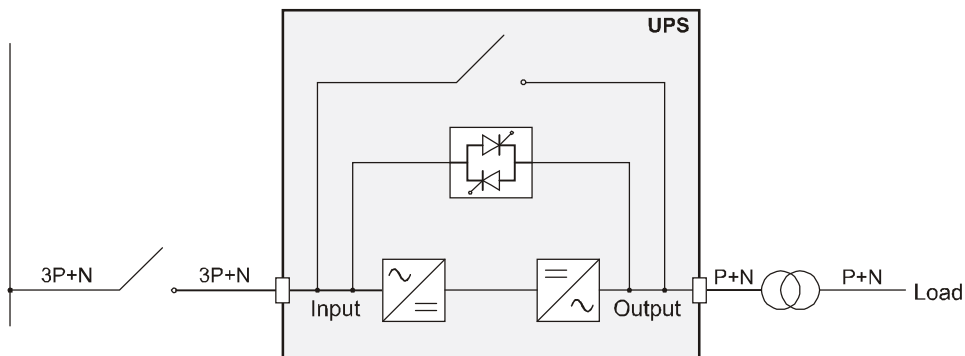 UPS
3P+N
3P+N
Input
Output
P+N
P+N
Load